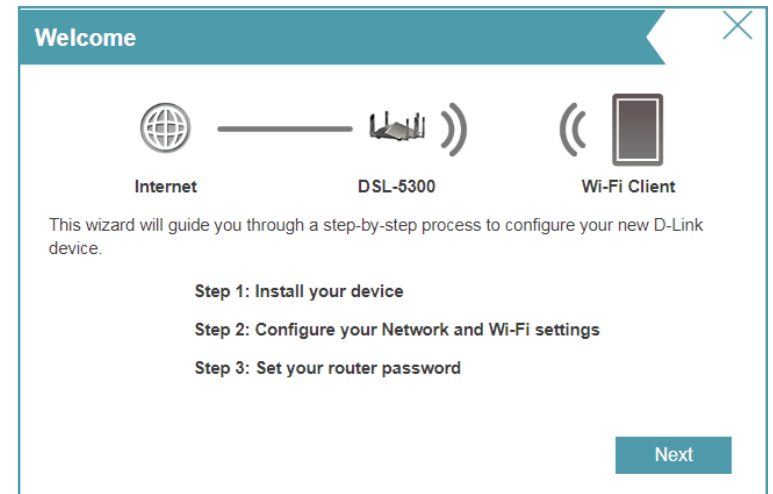 Welcome
Internet
DSL-5300
Wi-Fi Client
This wizard will guide you through a step-by-step process to configure your new D-Link
device.
Step 1: Install your device
Step 2: Configure your Network and Wi-Fi settings
Step 3: Set your router password
Next